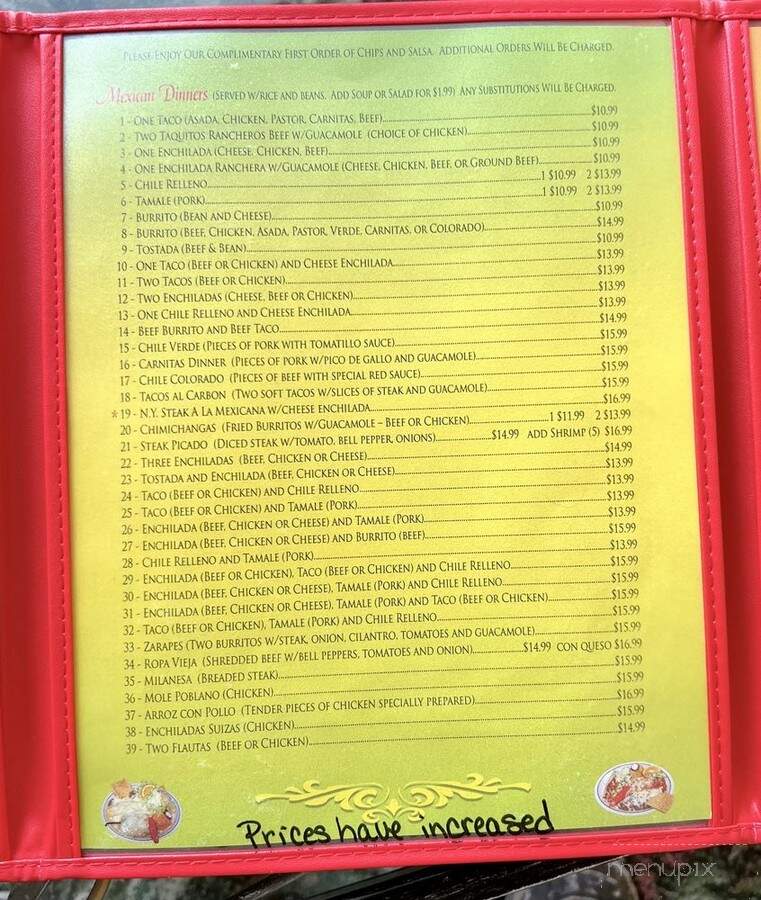 Please Enjoy Our Complimentary First Order of Chips and Salsa. Additional Orders Will Be Charged.
Mexican Dinners (Served w/rice and beans. Add Soup or Salad for $1.99) Any Substitutions Will Be Charged.
1 - One Taco (Asada, Chicken, Pastor, Carnitas, Beef)...$10.99
2 - Two Taquitos Rancheros Beef w/Guacamole (choice of chicken)...$10.99
3 - One Enchilada (Cheese, Chicken, Beef)...$10.99
4 - One Enchilada Ranchera w/Guacamole (Cheese, Chicken, Beef, or Ground Beef)...$10.99
5 - Chile Relleno...1 $10.99 2 $13.99
6 - Tamale (Pork)...1 $10.99 2 $13.99
7 - Burrito (Bean and Cheese)...$10.99
8 - Burrito (Beef, Chicken, Asada, Pastor, Verde, Carnitas, or Colorado)...$14.99
9 - Tostada (Beef & Bean)...$10.99
10 - One Taco (Beef or Chicken) and Cheese Enchilada...$13.99
11 - Two Tacos (Beef or Chicken)...$13.99
12 - Two Enchiladas (Cheese, Beef or Chicken)...$13.99
13 - One Chile Relleno and Cheese Enchilada...$13.99
14 - Beef Burrito and Beef Taco...$14.99
15 - Chile Verde (Pieces of pork with tomatillo sauce)...$15.99
16 - Carnitas Dinner (Pieces of pork w/pico de gallo and guacamole)...$15.99
17 - Chile Colorado (Pieces of beef with special red sauce)...$15.99
18 - Tacos al Carbon (Two soft tacos w/slices of steak and guacamole)...$15.99
*19 - N.Y. Steak A La Mexicana w/cheese enchilada...$16.99
20 - Chimichangas (Fried Burritos w/Guacamole – Beef or Chicken)...1 $11.99 2 $13.99
21 - Steak Picado (Diced steak w/tomato, bell pepper, onions)...$14.99 add Shrimp (5) $16.99
22 - Three Enchiladas (Beef, Chicken or Cheese)...$14.99
23 - Tostada and Enchilada (Beef, Chicken or Cheese)...$13.99
24 - Taco (Beef or Chicken) and Chile Relleno...$13.99
25 - Taco (Beef or Chicken) and Tamale (Pork)...$13.99
26 - Enchilada (Beef, Chicken or Cheese) and Tamale (Pork)...$13.99
27 - Enchilada (Beef, Chicken or Cheese) and Burrito (Beef)...$15.99
28 - Chile Relleno and Tamale (Pork)...$13.99
29 - Enchilada (Beef or Chicken), Taco (Beef or Chicken) and Chile Relleno...$15.99
30 - Enchilada (Beef, Chicken or Cheese), Tamale (Pork) and Chile Relleno...$15.99
31 - Enchilada (Beef, Chicken or Cheese), Tamale (Pork) and Taco (Beef or Chicken)...$15.99
32 - Taco (Beef or Chicken), Tamale (Pork) and Chile Relleno...$15.99
33 - Zarapes (Two burritos w/steak, onion, cilantro, tomatoes and guacamole)...$15.99
34 - Ropa Vieja (Shredded beef w/bell peppers, tomatoes and onion)...$14.99 con queso $16.99
35 - Milanesa (Breaded steak)...$15.99
36 - Mole Poblano (Chicken)...$15.99
37 - Arroz con Pollo (Tender pieces of chicken specially prepared)...$16.99
38 - Enchiladas Suizas (Chicken)...$15.99
39 - Two Flautas (Beef or Chicken)...$14.99
Prices have increased
menupix